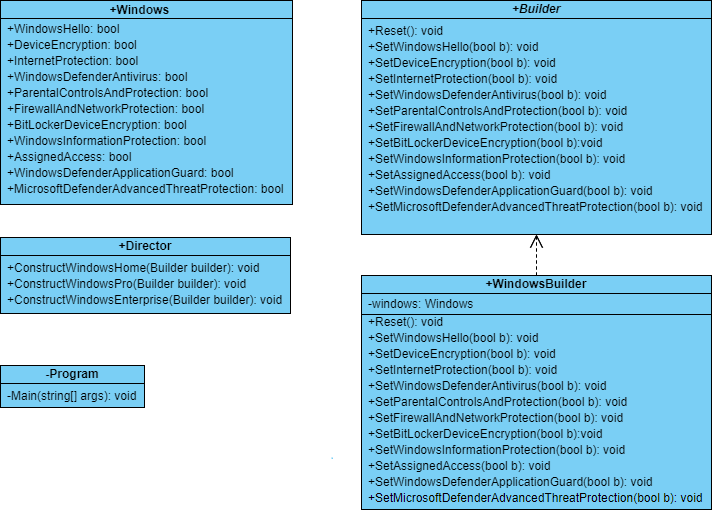 +Windows
+WindowsHello: bool
+DeviceEncryption: bool
+InternetProtection: bool
+WindowsDefenderAntivirus: bool
+ParentalControlsAndProtection: bool
+FirewallAndNetworkProtection: bool
+BitLockerDeviceEncryption: bool
+WindowsInformationProtection: bool
+AssignedAccess: bool
+WindowsDefenderApplicationGuard: bool
+MicrosoftDefenderAdvancedThreatProtection: bool
+Director
+ConstructWindowsHome(Builder builder): void
+ConstructWindowsPro(Builder builder): void
+ConstructWindowsEnterprise(Builder builder): void
-Program
-Main(string[] args): void
+Builder
+Reset(): void
+SetWindowsHello(bool b): void
+SetDeviceEncryption(bool b): void
+SetInternetProtection(bool b): void
+SetWindowsDefenderAntivirus(bool b): void
+SetParentalControlsAndProtection(bool b): void
+SetFirewallAndNetworkProtection(bool b): void
+SetBitLockerDeviceEncryption(bool b):void
+SetWindowsInformationProtection(bool b): void
+SetAssignedAccess(bool b): void
+SetWindowsDefenderApplicationGuard(bool b): void
+SetMicrosoftDefenderAdvancedThreatProtection(bool b): void
+WindowsBuilder
-windows: Windows
+Reset(): void
+SetWindowsHello(bool b): void
+SetDeviceEncryption(bool b): void
+SetInternetProtection(bool b): void
+SetWindowsDefenderAntivirus(bool b): void
+SetParentalControlsAndProtection(bool b): void
+SetFirewallAndNetworkProtection(bool b): void
+SetBitLockerDeviceEncryption(bool b):void
+SetWindowsInformationProtection(bool b): void
+SetAssignedAccess(bool b): void
+SetWindowsDefenderApplicationGuard(bool b): void
+SetMicrosoftDefenderAdvancedThreatProtection(bool b): void